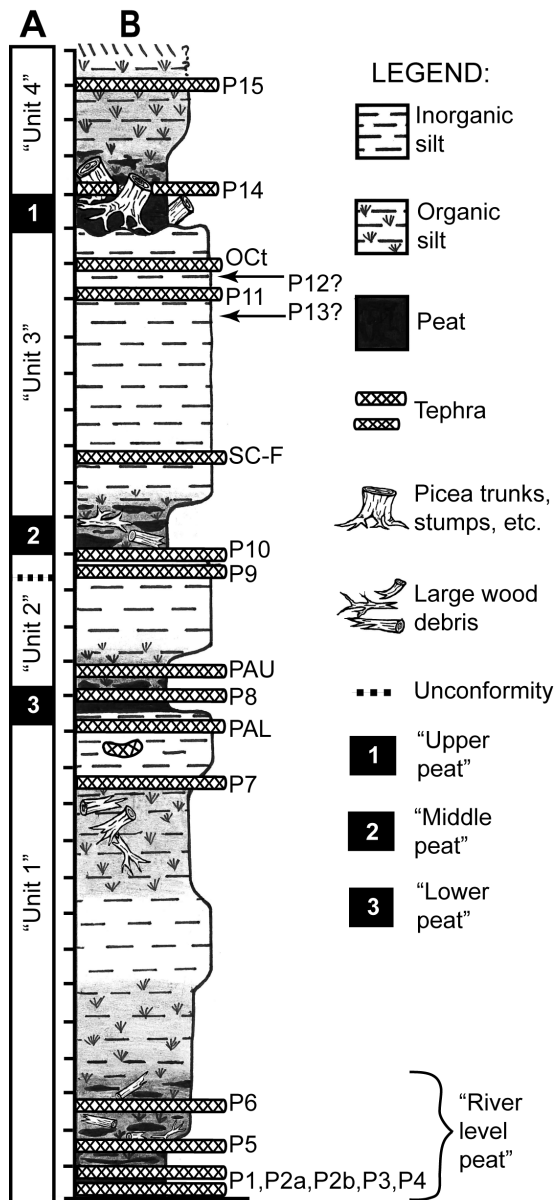 A
B
"Unit 4"
1
"Unit 3"
2
"Unit 2"
3
"Unit 1"
?
P15
P14
OCt
P12?
P11
P13?
SC-F
P10
P9
PAU
P8
PAL
P7
P6
P5
P1,P2a,P2b,P3,P4
"River
level
peat"
LEGEND:
Inorganic
silt
Organic
silt
Peat
Tephra
Picea trunks,
stumps, etc.
Large wood
debris
Unconformity
1
"Upper
peat"
2
"Middle
peat"
3
"Lower
peat"